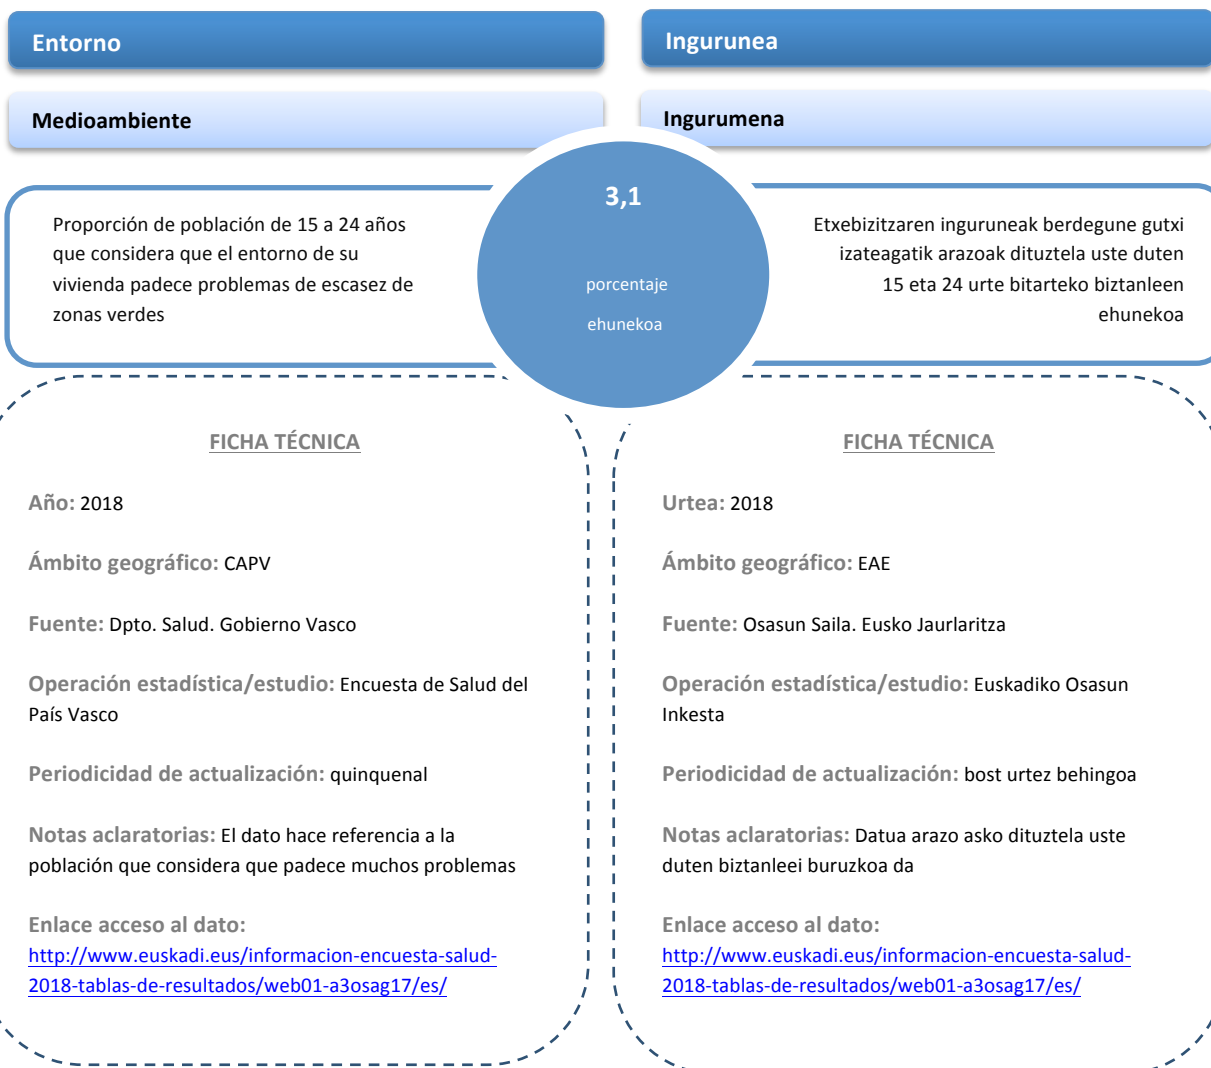 Entorno
Medioambiente
Proporción de población de 15 a 24 años
que considera que el entorno de su
vivienda padece problemas de escasez de
zonas verdes
3,1
porcentaje
ehunekoa
Ingurunea
Ingurumena
Etxebizitzaren inguruneak berdegune gutxi
izateagatik arazoak dituztela uste duten
15 eta 24 urte bitarteko biztanleen
ehunekoa
FICHA TÉCNICA
Año: 2018
Ámbito geográfico: CAPV
Fuente: Dpto. Salud. Gobierno Vasco
Operación estadística/estudio: Encuesta de Salud del
País Vasco
Periodicidad de actualización: quinquenal
Notas aclaratorias: El dato hace referencia a la
población que considera que padece muchos problemas
Enlace acceso al dato:
http://www.euskadi.eus/informacion-encuesta-salud-
2018-tablas-de-resultados/web01-a3osag17/es/
FICHA TÉCNICA
Urtea: 2018
Ámbito geográfico: EAE
Fuente: Osasun Saila. Eusko Jaurlaritza
Operación estadística/estudio: Euskadiko Osasun
Inkesta
Periodicidad de actualización: bost urtez behingoa
Notas aclaratorias: Datua arazo asko dituztela uste
duten biztanleei buruzkoa da
Enlace acceso al dato:
http://www.euskadi.eus/informacion-encuesta-salud-
2018-tablas-de-resultados/web01-a3osag17/es/